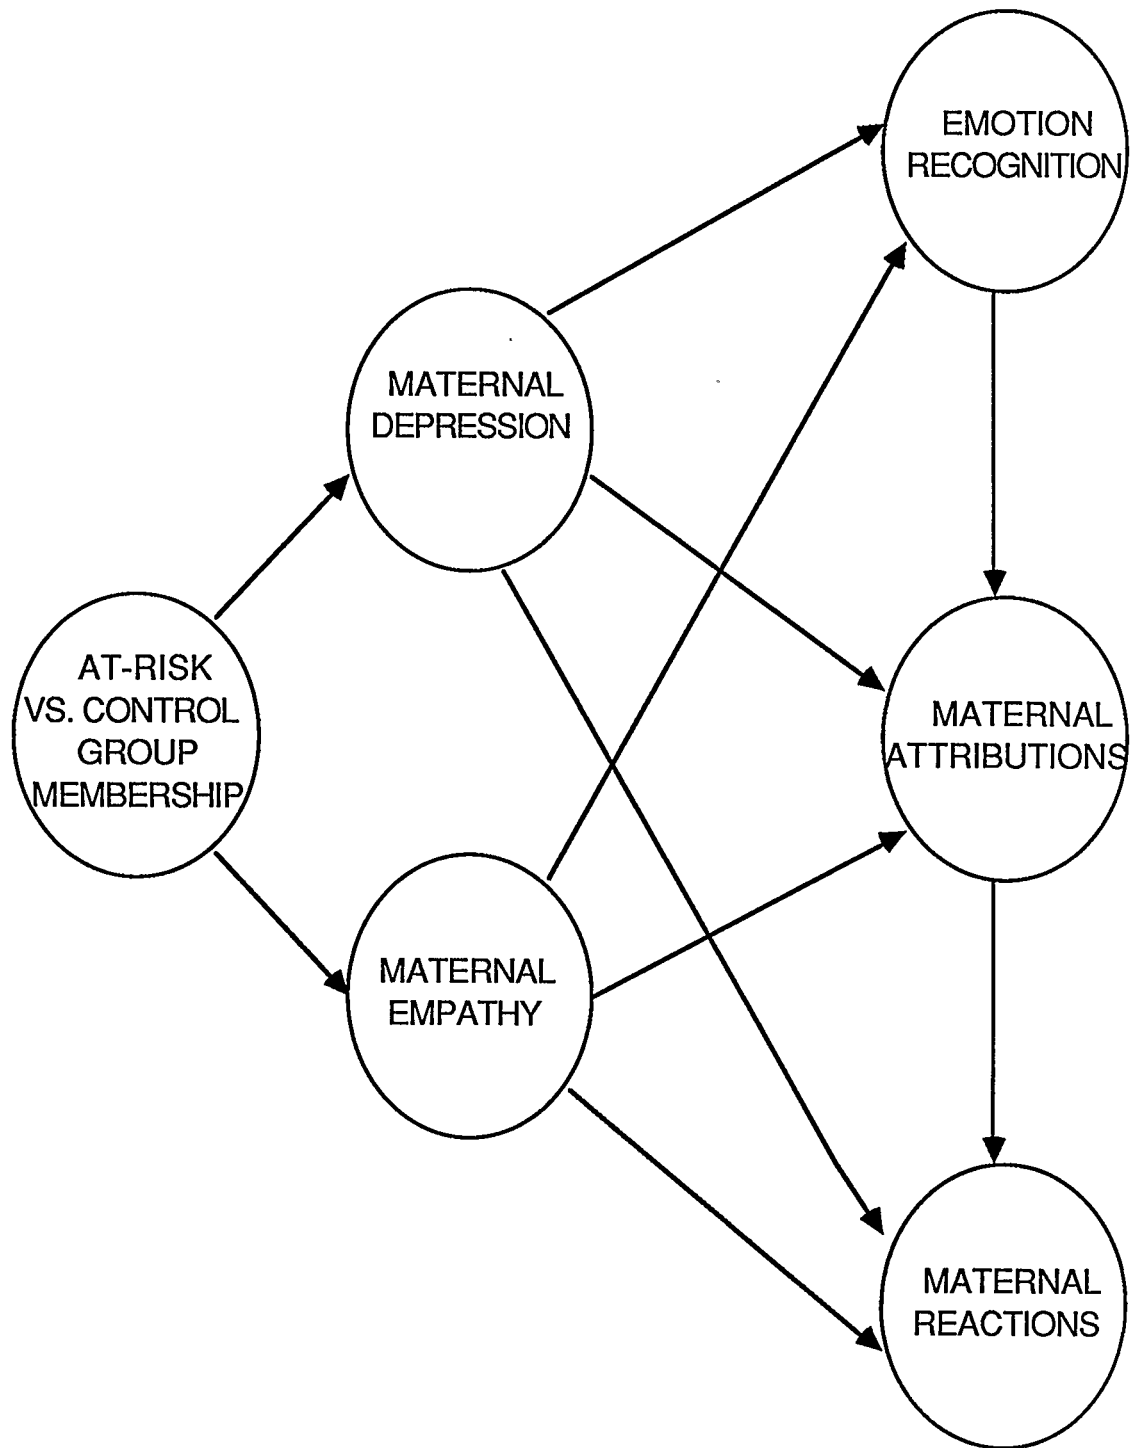 EMOTION
RECOGNITION
MATERNAL
DEPRESSION
AT-RISK
VS. CONTROL
GROUP
MEMBERSHIP
MATERNAL
ATTRIBUTIONS
MATERNAL
EMPATHY
MATERNAL
REACTIONS